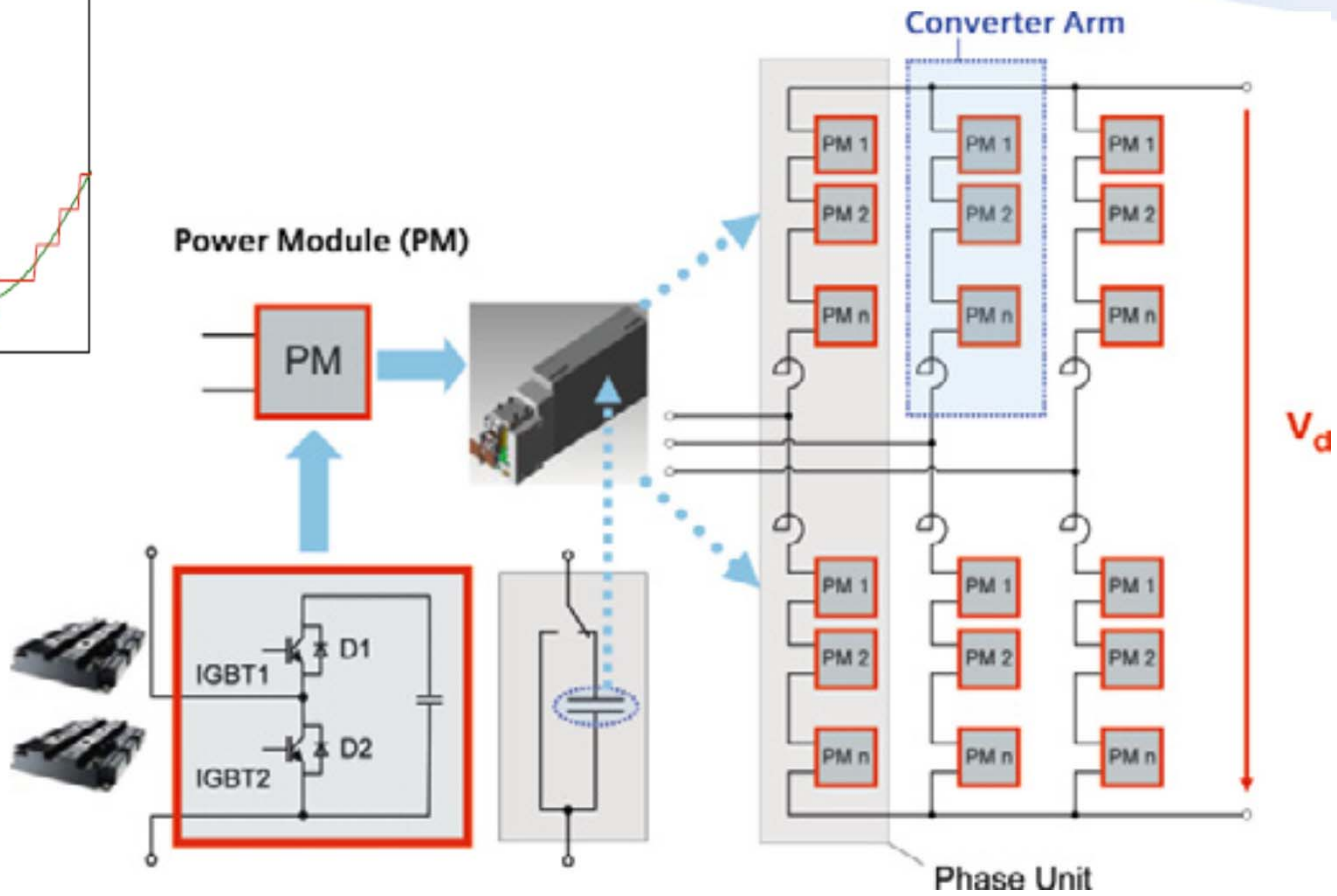 Converter Arm
PM 1
PM 1
PM 1
PM 2
PM 2
PM 2
Power Module (PM)
PM n
PM n
PM n
PM
Vd
D1
IGBT1
D2
IGBT2
PM 1
PM 1
PM 1
PM 2
PM 2
PM 2
PM n
PM n
PM n
Phase Unit